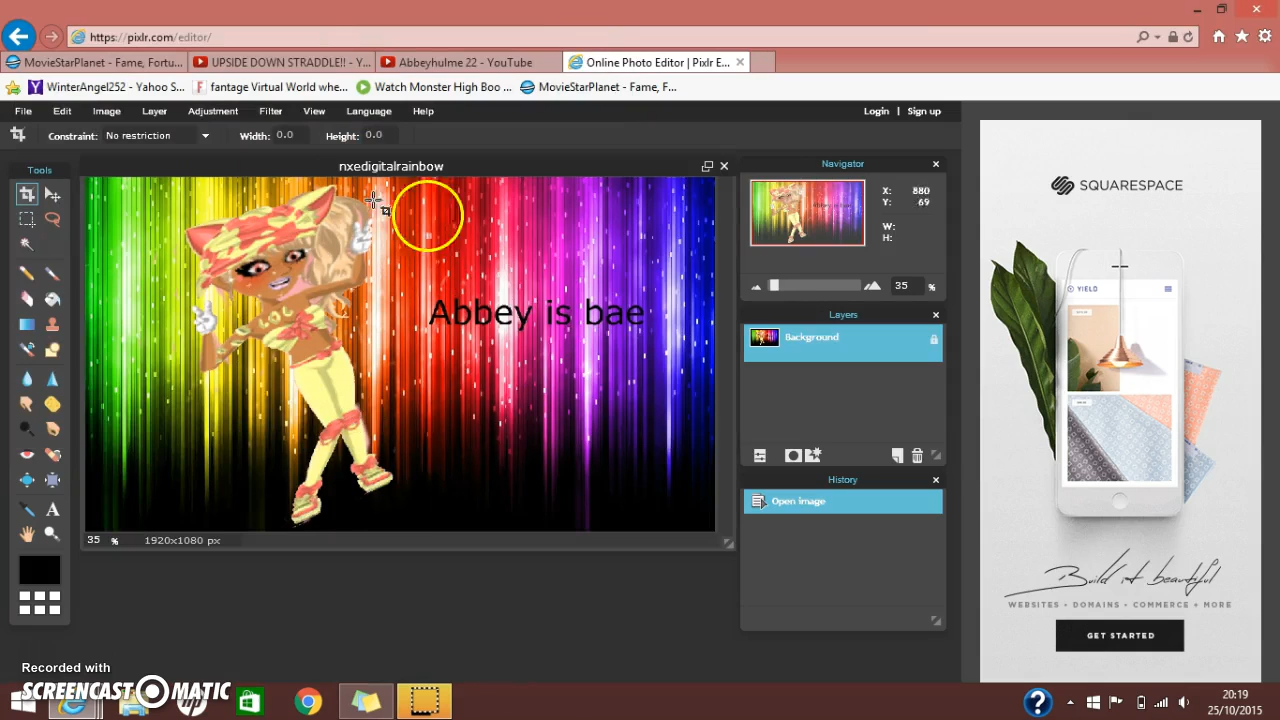 https://pixlr.com/editor/
MovieStarPlanet - Fame, Fortu...
UPSIDE DOWN STRADDLE!! - Y...
Abbeyhulme 22 - YouTube
Online Photo Editor | Pixlr E...
WinterAngel252 - Yahoo S...
fantage Virtual World whe...
Watch Monster High Boo ...
MovieStarPlanet - Fame, F...
File Edit Image Layer Adjustment Filter View Language Help
Login | Sign up
Constraint: No restriction Width: 0.0 Height: 0.0
Tools
nxedigitalrainbow
Navigator
X: 880
Y: 69
W:
H:
35 %
Abbey is bae
Layers
Background
History
Open image
35 % 1920x1080 px
SQUARESPACE
YIELD
Build it beautiful
WEBSITES • DOMAINS • COMMERCE + MORE
GET STARTED
Recorded with
SCREENCAST MATIC
20:19
25/10/2015